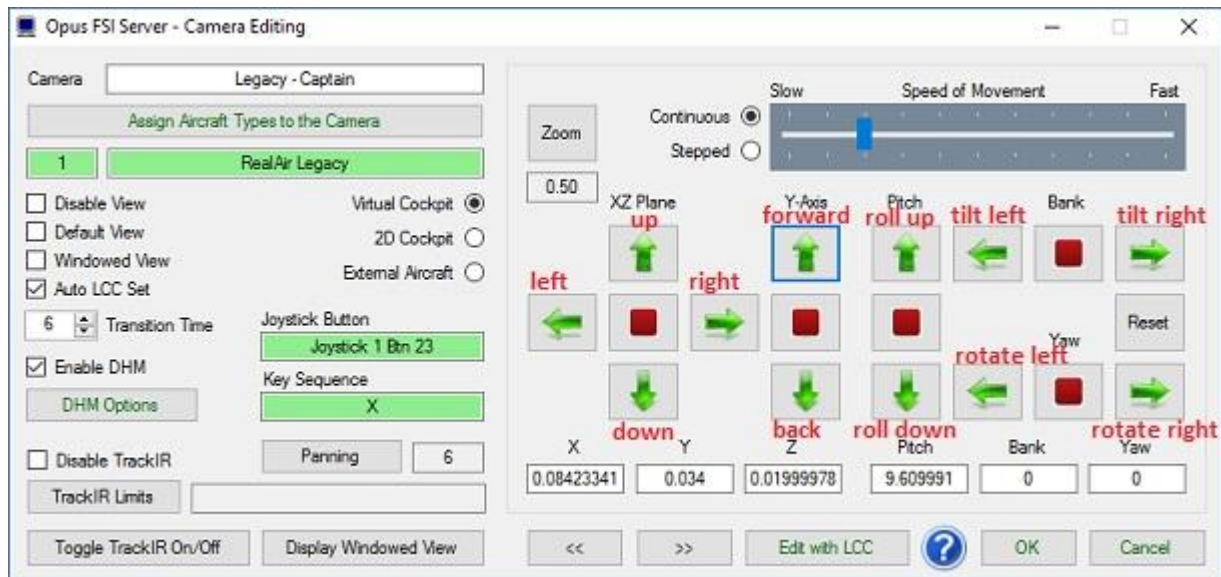 Opus FSI Server - Camera Editing
Camera Legacy - Captain
Assign Aircraft Types to the Camera
1 RealAir Legacy
Disable View
Default View
Windowed View
Auto LCC Set
Virtual Cockpit
2D Cockpit
External Aircraft
6 Transition Time
Joystick Button
Joystick 1 Btn 23
Enable DHM
Key Sequence
DHM Options
X
Disable TrackIR
Panning 6
TrackIR Limits
Toggle TrackIR On/Off
Display Windowed View
Zoom
0.50
Continuous
Stepped
Slow Speed of Movement Fast
XZ Plane Y-Axis Pitch Bank
up forward roll up tilt left tilt right
left right
Reset
Yaw
rotate left
down back roll down rotate right
X Y Z Pitch Bank Yaw
0.08423341 0.034 0.01999978 9.609991 0 0
<< >> Edit with LCC ? OK Cancel